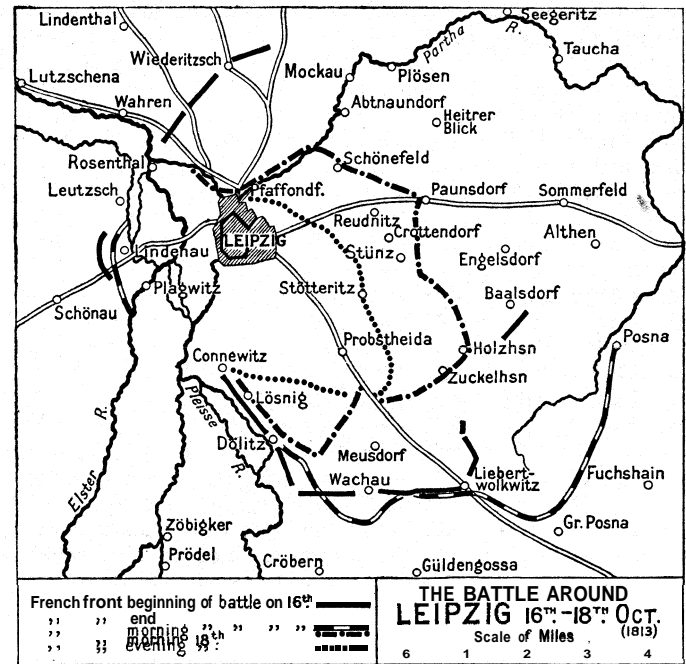 Lindenthal
Seegeritz
Partha R.
Wiederitzsch
Taucha
Mockau
Plösen
Lutzschena
Abtnaundorf
Wahren
Heitrer
Blick
Rosenthal
Schönefeld
Leutzsch
Pfaffondf.
Paunsdorf
Sommerfeld
Reudnitz
LEIPZIG
Crottendorf
Althen
Lindenau
Stünz
Engelsdorf
Plagwitz
Stötteritz
Baalsdorf
Schönau
Probstheida
Posna
Holzhsn
Connewitz
Zuckelhsn
Lösnig
Pleisse R.
Dölitz
Meusdorf
Elster R.
Wachau
Liebert-
wolkwitz
Fuchshain
Zöbigker
Gr. Posna
Prödel
Cröbern
Güldengossa
French front beginning of battle on 16th
" " end
" " morning " " " "
" " morning 18th
" " evening " :
THE BATTLE AROUND
LEIPZIG 16TH.-18TH. OCT.
(1813)
Scale of Miles
6 1 2 3 4